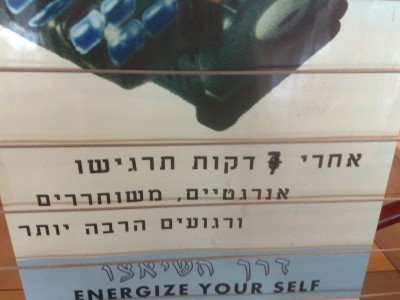 אחרי 7 דקות תרגישו
אנרגטיים, משוחררים
ורגועים הרבה יותר
דרך השיאצו
ENERGIZE YOUR SELF